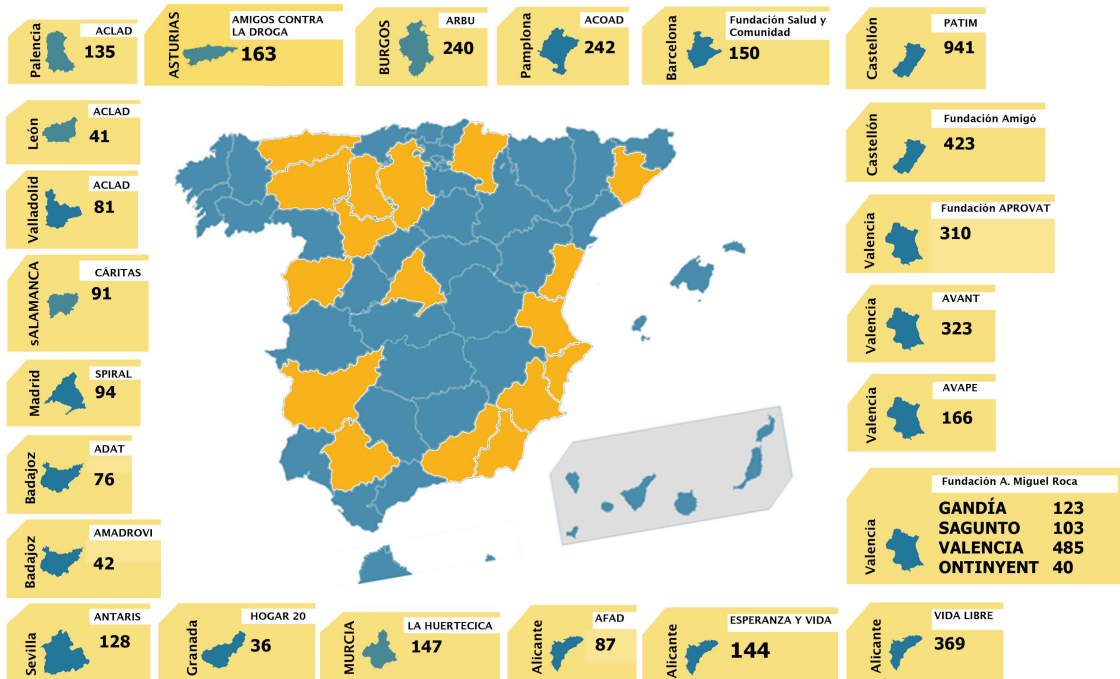 Palencia
ACLAD
135
ASTURIAS
AMIGOS CONTRA
LA DROGA
163
BURGOS
ARBU
240
Pamplona
ACOAD
242
Barcelona
Fundación Salud y
Comunidad
150
Castellón
PATIM
941
León
ACLAD
41
Castellón
Fundación Amigó
423
Valladolid
ACLAD
81
Valencia
Fundación APROVAT
310
sALAMANCA
CÁRITAS
91
Valencia
AVANT
323
Madrid
SPIRAL
94
Valencia
AVAPE
166
Badajoz
ADAT
76
Valencia
Fundación A. Miguel Roca
GANDÍA 123
SAGUNTO 103
VALENCIA 485
ONTINYENT 40
Badajoz
AMADROVI
42
Sevilla
ANTARIS
128
Granada
HOGAR 20
36
MURCIA
LA HUERTECICA
147
Alicante
AFAD
87
Alicante
ESPERANZA Y VIDA
144
Alicante
VIDA LIBRE
369